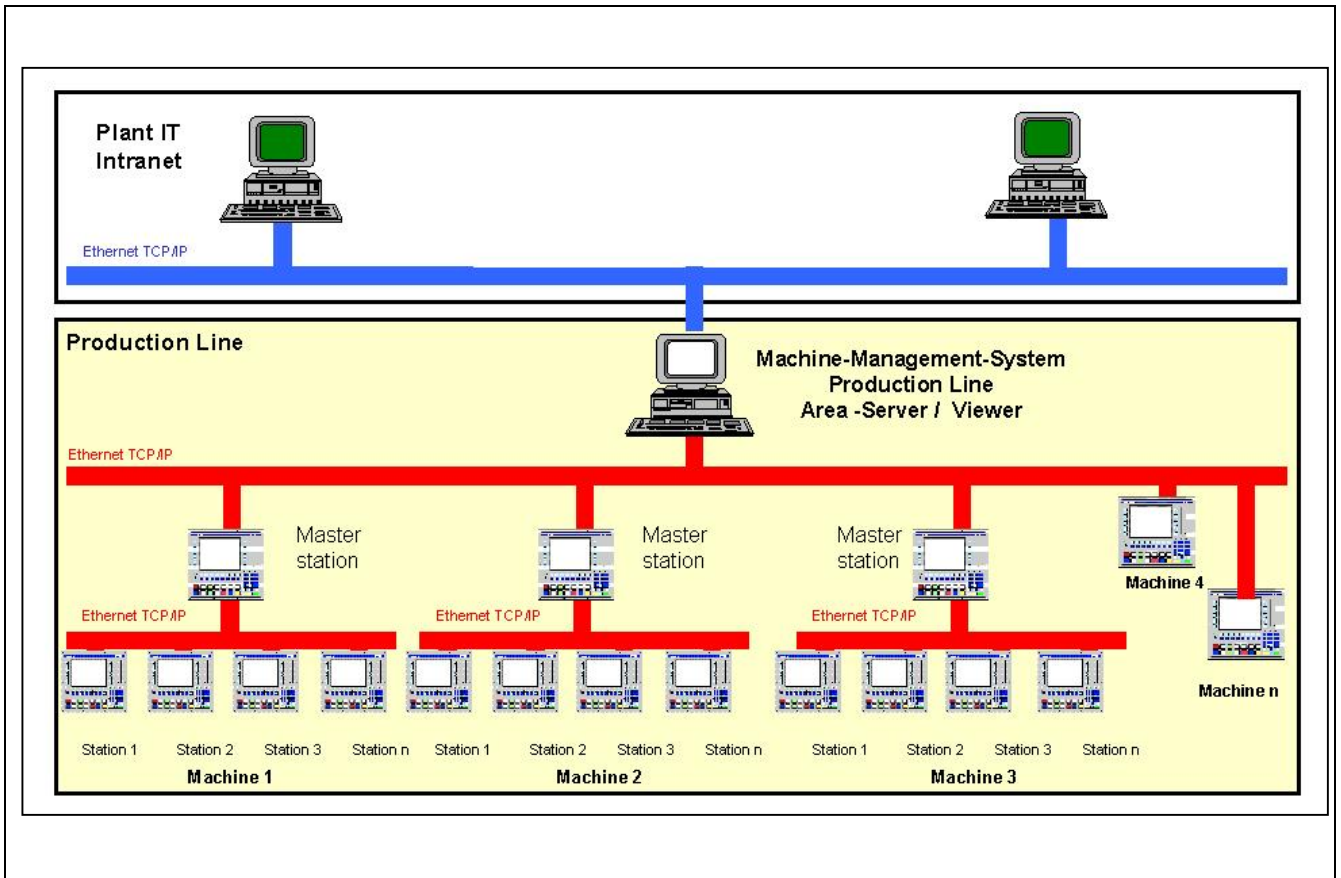 Plant IT
Intranet
Ethernet TCP/IP
Production Line
Machine-Management-System
Production Line
Area -Server / Viewer
Ethernet TCP/IP
Master
station
Master
station
Master
station
Machine 4
Machine n
Ethernet TCP/IP
Ethernet TCP/IP
Ethernet TCP/IP
Station 1 Station 2 Station 3 Station n Station 1 Station 2 Station 3 Station n Station 1 Station 2 Station 3 Station n
Machine 1 Machine 2 Machine 3